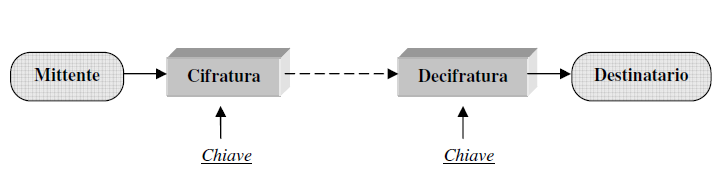 Mittente
Cifratura
Decifratura
Destinatario
Chiave
Chiave